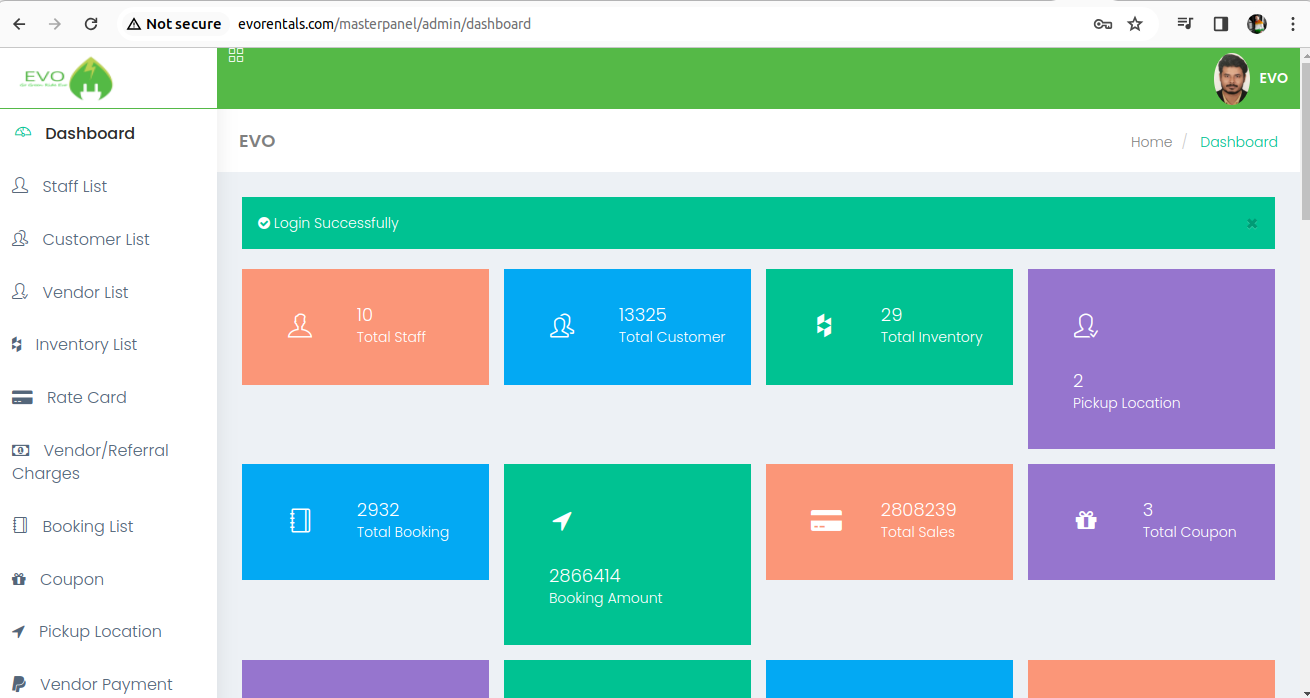 Not secure evorentals.com/masterpanel/admin/dashboard
EVO
EVO
EVO
Home / Dashboard
Dashboard
Staff List
Customer List
Vendor List
Inventory List
Rate Card
Vendor/Referral
Charges
Booking List
Coupon
Pickup Location
Vendor Payment
Login Successfully ×
10
Total Staff
13325
Total Customer
29
Total Inventory
2
Pickup Location
2932
Total Booking
2866414
Booking Amount
2808239
Total Sales
3
Total Coupon